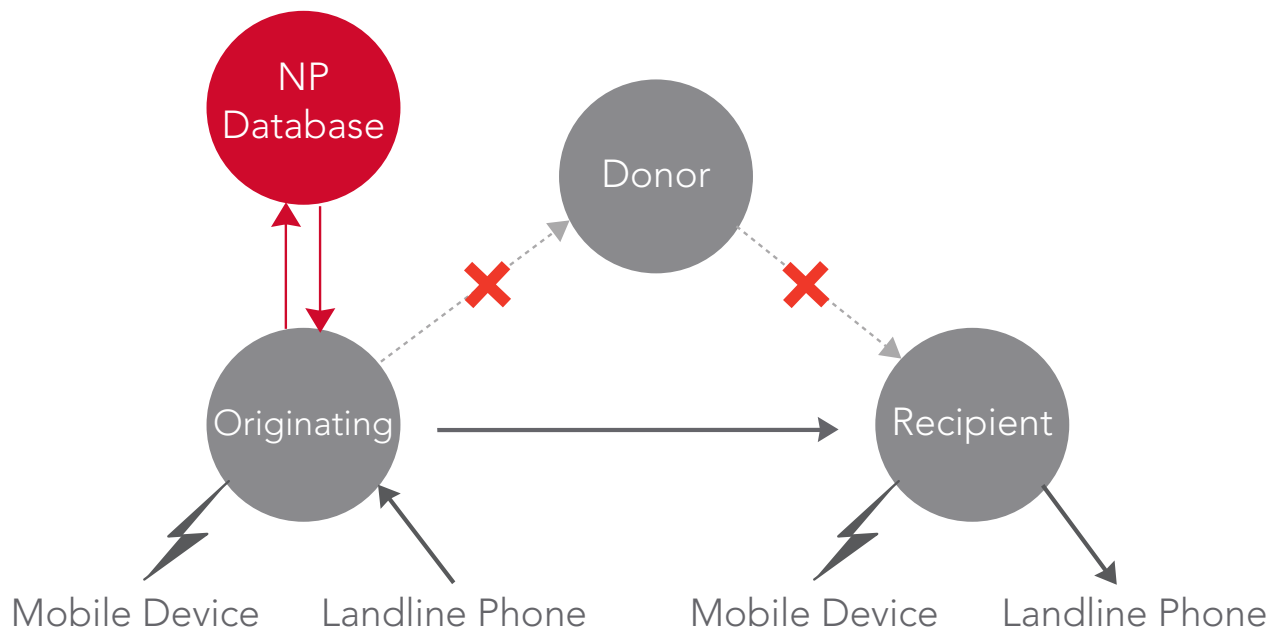 NP
Database
Donor
Originating
Recipient
Mobile Device
Landline Phone
Mobile Device
Landline Phone